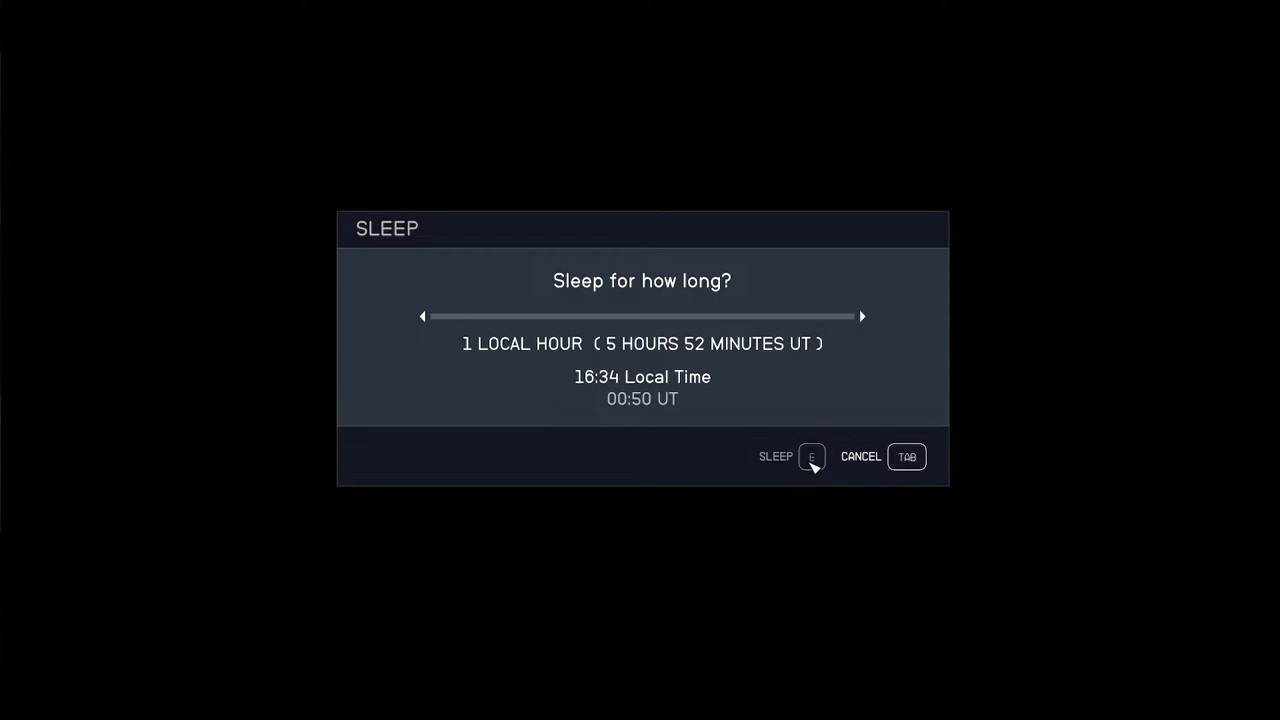 SLEEP
Sleep for how long?
1 LOCAL HOUR ( 5 HOURS 52 MINUTES UT )
16:34 Local Time
00:50 UT
SLEEP E CANCEL TAB